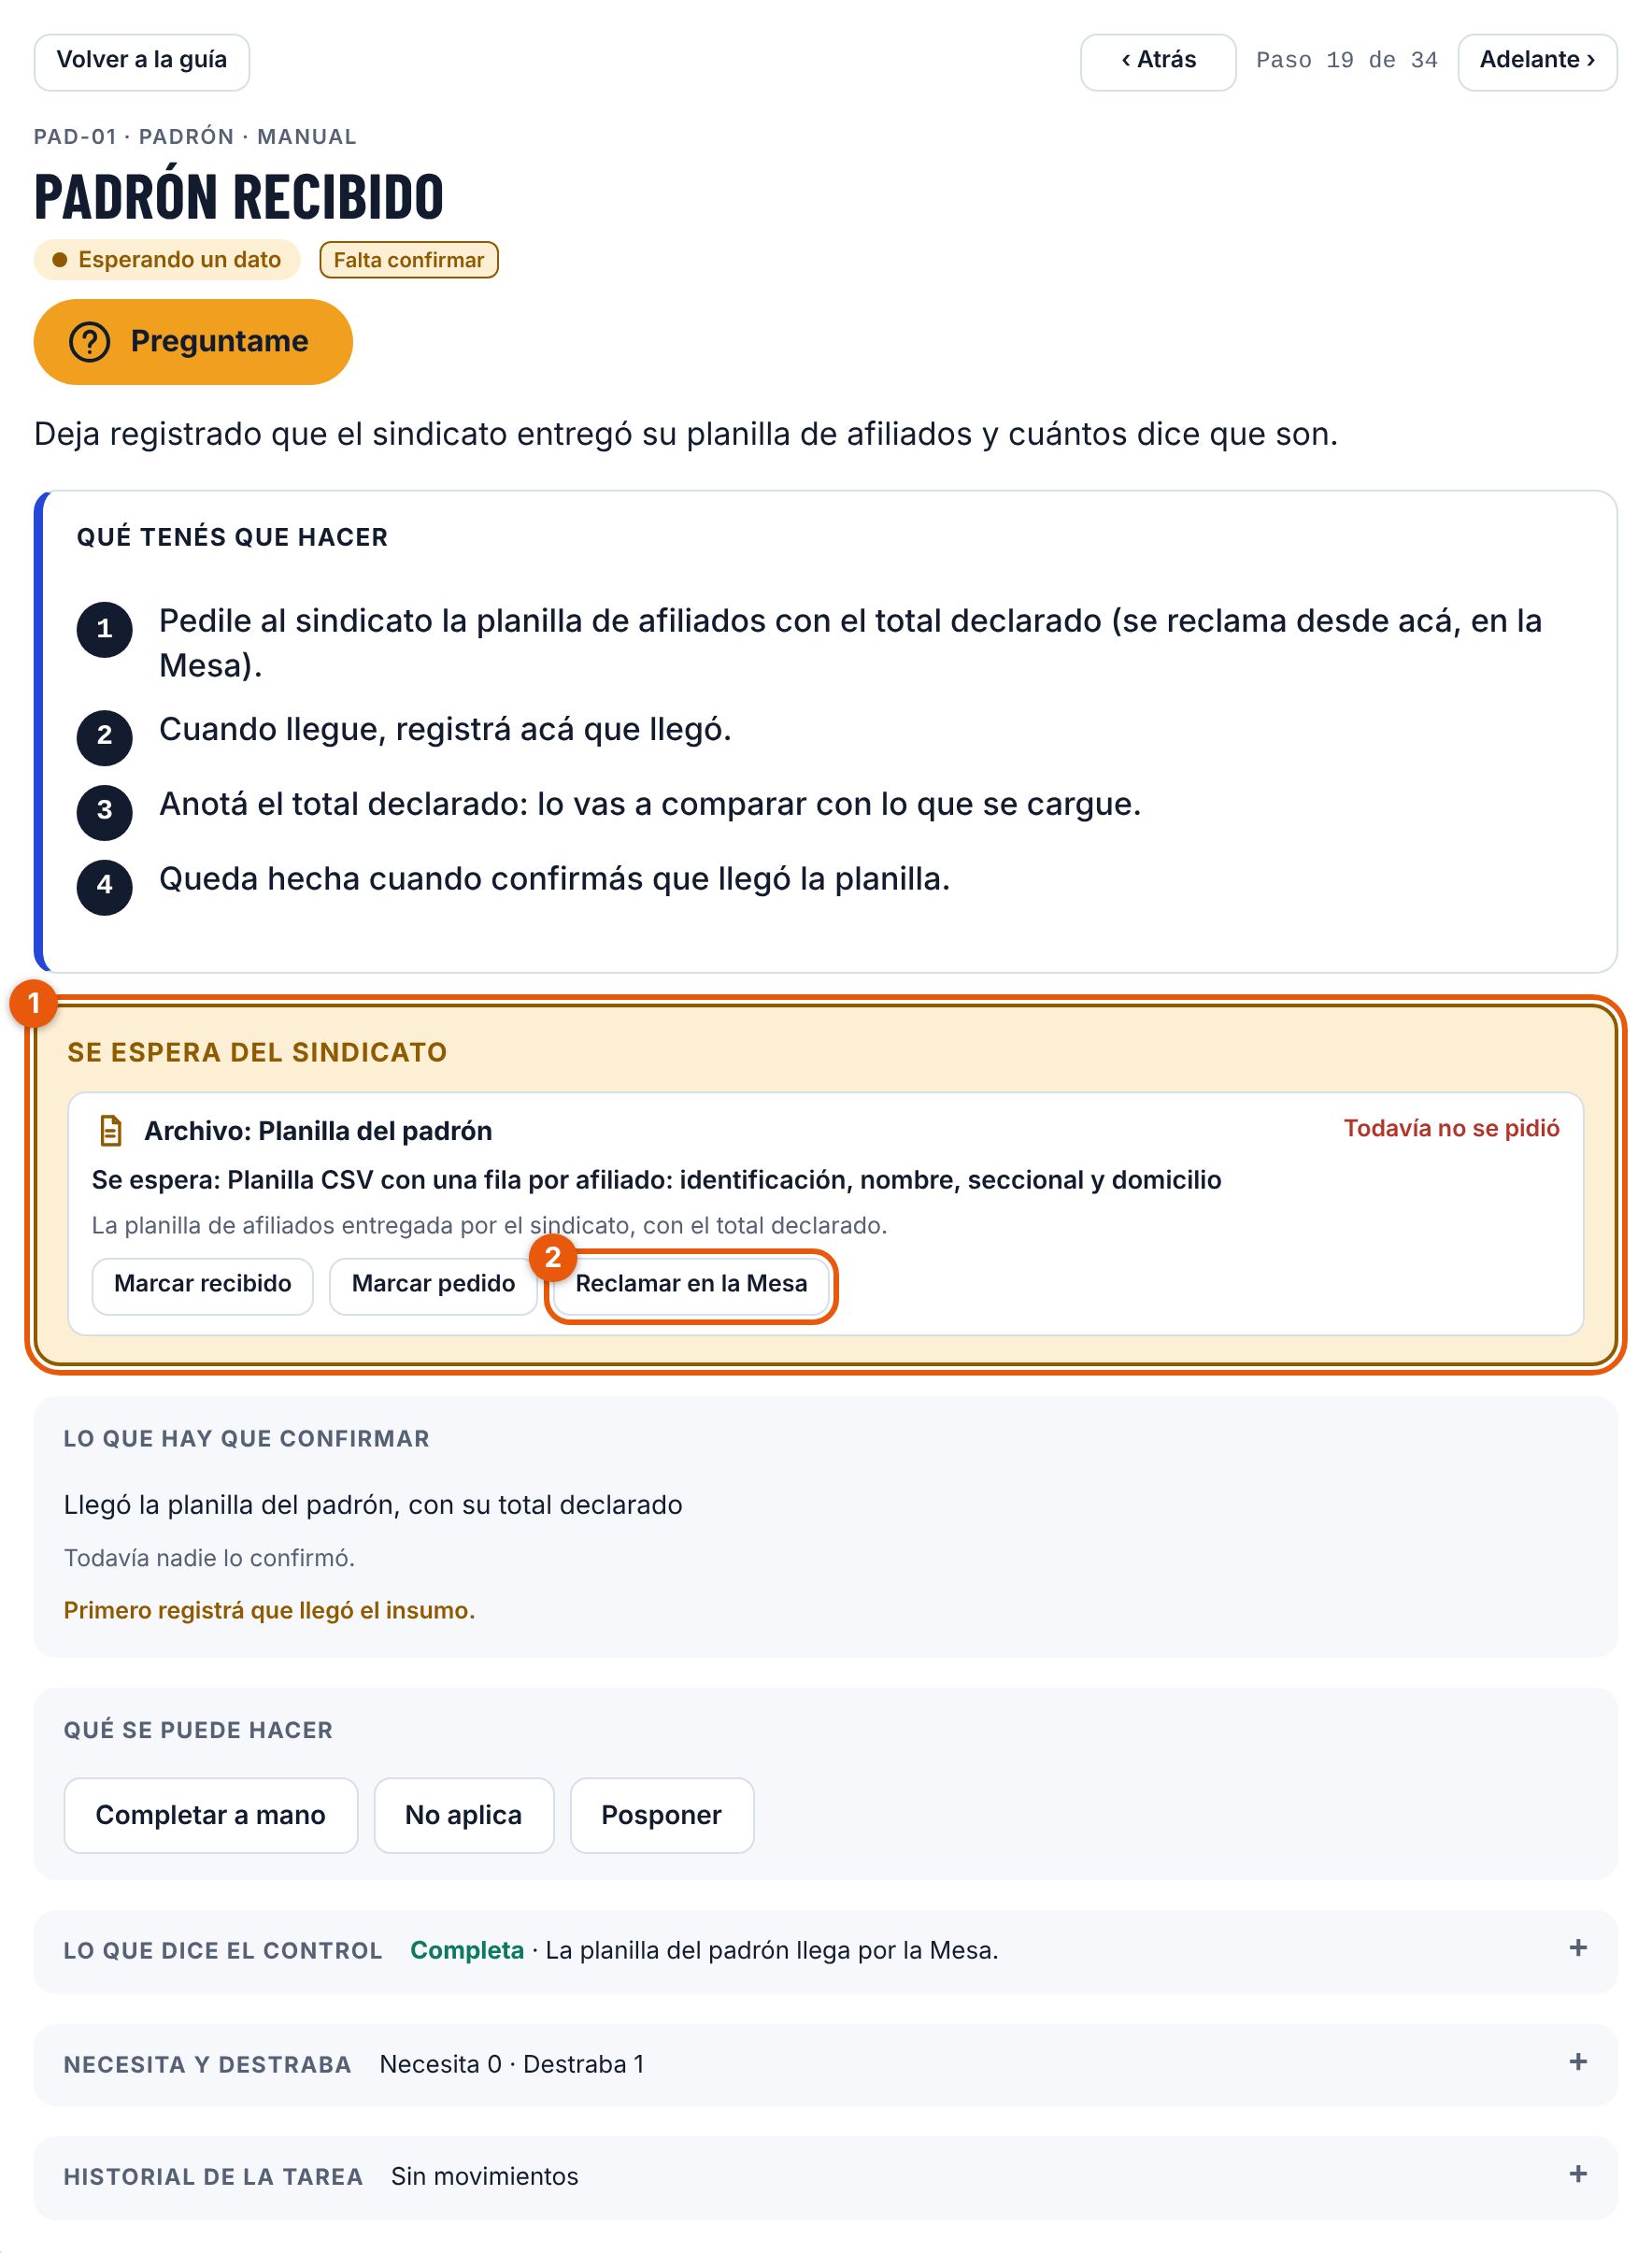 Volver a la guía
‹ Atrás
Paso 19 de 34
Adelante ›
PAD-01 · PADRÓN · MANUAL
PADRÓN RECIBIDO
Esperando un dato
Falta confirmar
Preguntame
Deja registrado que el sindicato entregó su planilla de afiliados y cuántos dice que son.
QUÉ TENÉS QUE HACER
1 Pedile al sindicato la planilla de afiliados con el total declarado (se reclama desde acá, en la
Mesa).
2 Cuando llegue, registrá acá que llegó.
3 Anotá el total declarado: lo vas a comparar con lo que se cargue.
4 Queda hecha cuando confirmás que llegó la planilla.
1
SE ESPERA DEL SINDICATO
Archivo: Planilla del padrón
Todavía no se pidió
Se espera: Planilla CSV con una fila por afiliado: identificación, nombre, seccional y domicilio
La planilla de afiliados entregada por el sindicato, con el total declarado.
Marcar recibido
Marcar pedido
2
Reclamar en la Mesa
LO QUE HAY QUE CONFIRMAR
Llegó la planilla del padrón, con su total declarado
Todavía nadie lo confirmó.
Primero registrá que llegó el insumo.
QUÉ SE PUEDE HACER
Completar a mano
No aplica
Posponer
LO QUE DICE EL CONTROL Completa · La planilla del padrón llega por la Mesa. +
NECESITA Y DESTRABA Necesita 0 · Destraba 1 +
HISTORIAL DE LA TAREA Sin movimientos +